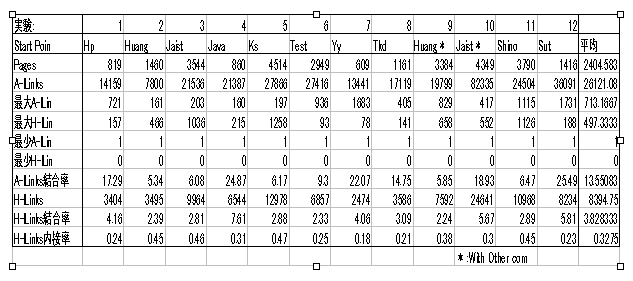 実験: 1 2 3 4 5 6 7 8 9 10 11 12
Start Poin Hp Huang Jaist Java Ks Test Yy Tkd Huang * Jaist * Shino Sut 平均
Pages 819 1460 3544 860 4514 2949 609 1161 3384 4349 3790 1416 2404.583
A-Links 14159 7800 21536 21387 27866 27416 13441 17119 19799 82335 24504 36091 26121.08
最大A-Lin 721 161 203 160 197 936 1683 405 829 417 1115 1731 713.1667
最大H-Lin 157 466 1036 215 1258 93 78 141 658 552 1126 188 497.3333
最少A-Lin 1 1 1 1 1 1 1 1 1 1 1 1 1
最少H-Lin 0 0 0 0 0 0 0 0 0 0 0 0 0
A-Links結合率 17.29 5.34 6.08 24.87 6.17 9.3 22.07 14.75 5.85 18.93 6.47 25.49 13.55083
H-Links 3404 3495 9964 6544 12978 6857 2474 3586 7592 24641 10968 8234 8394.75
H-Links結合率 4.16 2.39 2.81 7.61 2.88 2.33 4.06 3.09 2.24 5.67 2.89 5.81 3.828333
H-Links内接率 0.24 0.45 0.46 0.31 0.47 0.25 0.18 0.21 0.38 0.3 0.45 0.23 0.3275
* :With Other com